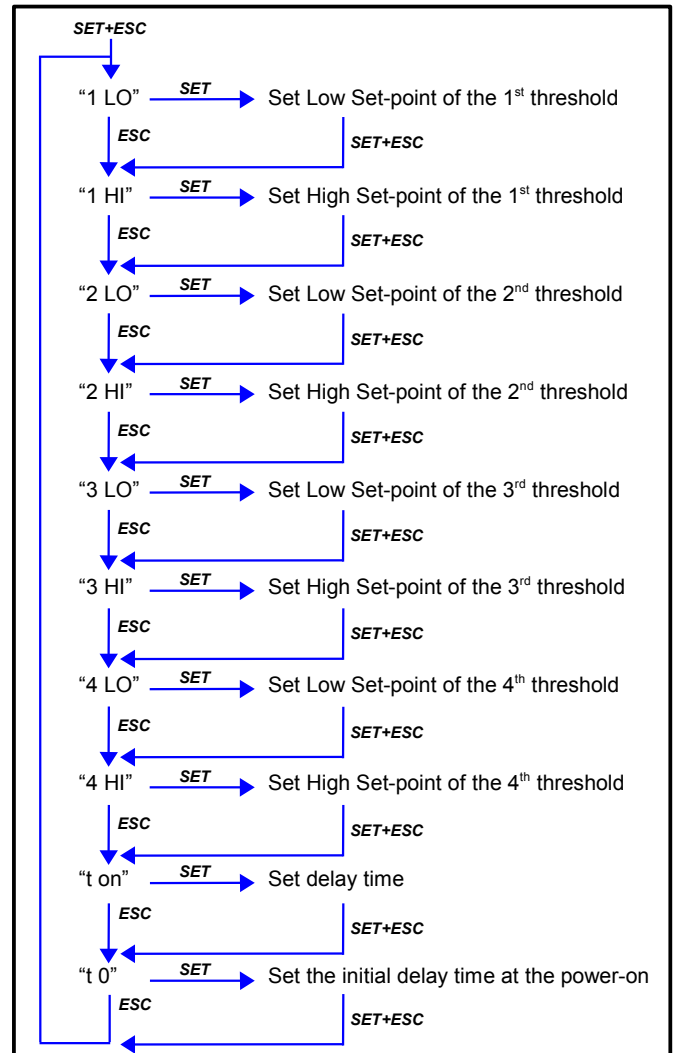 SET+ESC
“1 LO” SET Set Low Set-point of the 1st threshold
ESC SET+ESC
“1 HI” SET Set High Set-point of the 1st threshold
ESC SET+ESC
“2 LO” SET Set Low Set-point of the 2nd threshold
ESC SET+ESC
“2 HI” SET Set High Set-point of the 2nd threshold
ESC SET+ESC
“3 LO” SET Set Low Set-point of the 3rd threshold
ESC SET+ESC
“3 HI” SET Set High Set-point of the 3rd threshold
ESC SET+ESC
“4 LO” SET Set Low Set-point of the 4th threshold
ESC SET+ESC
“4 HI” SET Set High Set-point of the 4th threshold
ESC SET+ESC
“t on” SET Set delay time
ESC SET+ESC
“t 0” SET Set the initial delay time at the power-on
ESC SET+ESC